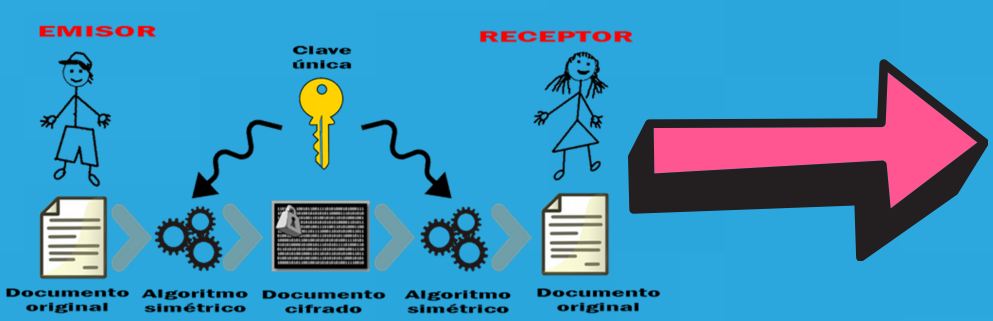 EMISOR
RECEPTOR
Clave
única
Documento
original
Algoritmo
simétrico
Documento
cifrado
Algoritmo
simétrico
Documento
original